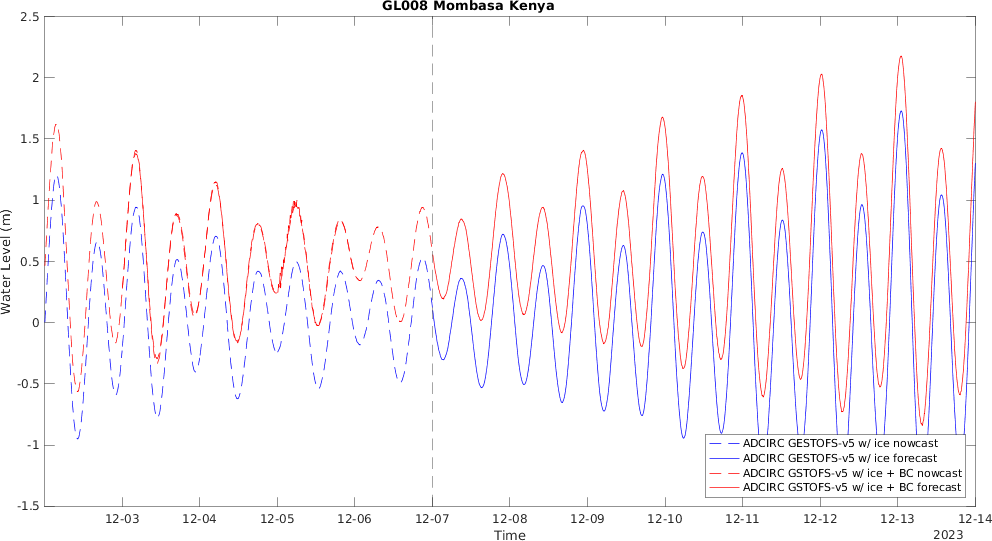 GL008 Mombasa Kenya
2.5
2
1.5
1
0.5
0
-0.5
-1
-1.5
Water Level (m)
ADCIRC GESTOFS-v5 w/ ice nowcast
ADCIRC GESTOFS-v5 w/ ice forecast
ADCIRC GSTOFS-v5 w/ ice + BC nowcast
ADCIRC GSTOFS-v5 w/ ice + BC forecast
12-03 12-04 12-05 12-06 12-07 12-08 12-09 12-10 12-11 12-12 12-13 12-14
Time
2023